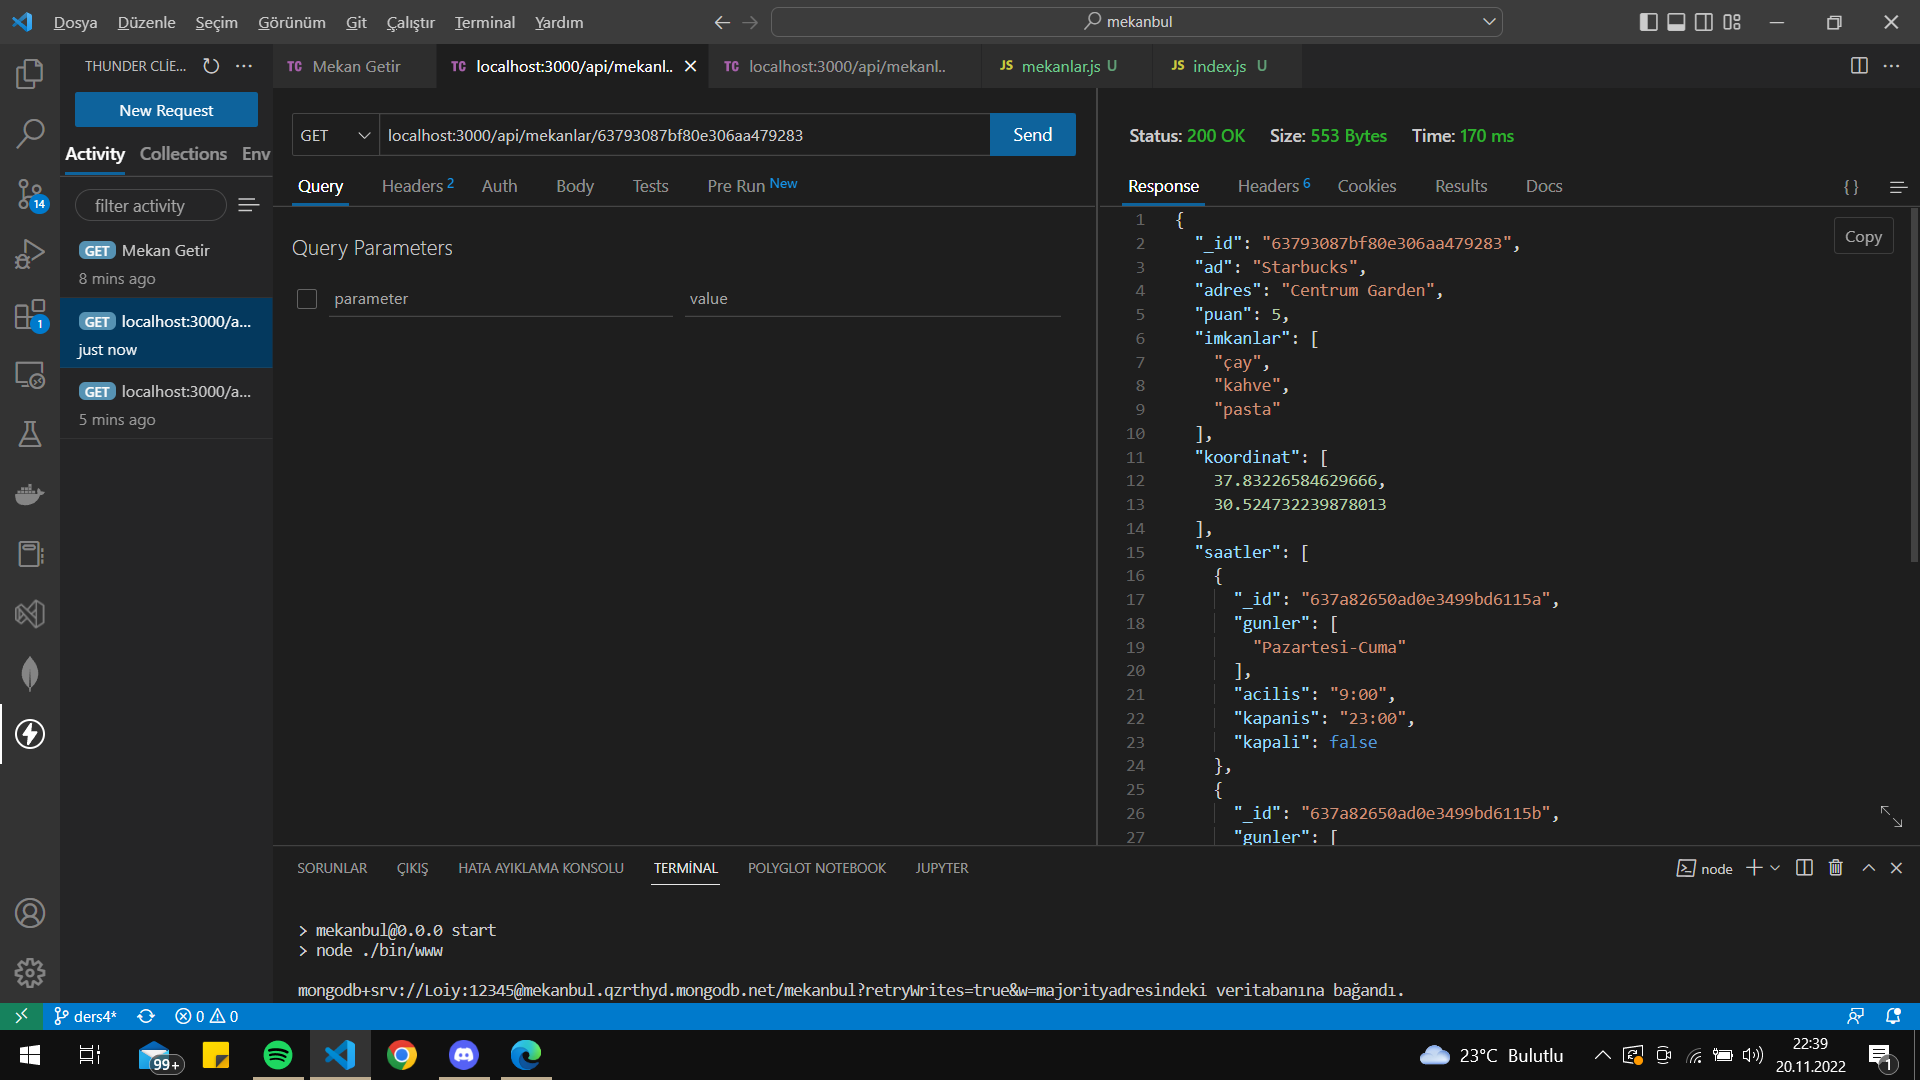 Dosya Düzenle Seçim Görünüm Git Çalıştır Terminal Yardım mekanbul
THUNDER CLİE...
TC Mekan Getir
TC localhost:3000/api/mekanl..
TC localhost:3000/api/mekanl..
JS mekanlar.js U
JS index.js U
New Request
Activity Collections Env
filter activity
GET Mekan Getir
8 mins ago
GET localhost:3000/a...
just now
GET localhost:3000/a...
5 mins ago
14
1
GET localhost:3000/api/mekanlar/63793087bf80e306aa479283 Send
Query Headers 2 Auth Body Tests Pre Run New
Query Parameters
parameter value
Status: 200 OK Size: 553 Bytes Time: 170 ms
Response Headers 6 Cookies Results Docs { }
Copy
1 {
2 "_id": "63793087bf80e306aa479283",
3 "ad": "Starbucks",
4 "adres": "Centrum Garden",
5 "puan": 5,
6 "imkanlar": [
7 "çay",
8 "kahve",
9 "pasta"
10 ],
11 "koordinat": [
12 37.83226584629666,
13 30.524732239878013
14 ],
15 "saatler": [
16 {
17 "_id": "637a82650ad0e3499bd6115a",
18 "gunler": [
19 "Pazartesi-Cuma"
20 ],
21 "acilis": "9:00",
22 "kapanis": "23:00",
23 "kapali": false
24 },
25 {
26 "_id": "637a82650ad0e3499bd6115b",
27 "gunler": [
SORUNLAR ÇIKIŞ HATA AYIKLAMA KONSOLU TERMİNAL POLYGLOT NOTEBOOK JUPYTER node
> mekanbul@0.0.0 start
> node ./bin/www
mongodb+srv://Loiy:12345@mekanbul.qzrthyd.mongodb.net/mekanbul?retryWrites=true&w=majorityadresindeki veritabanına bağandı.
ders4* 0 0
99+ 23°C Bulutlu 22:39
20.11.2022
1